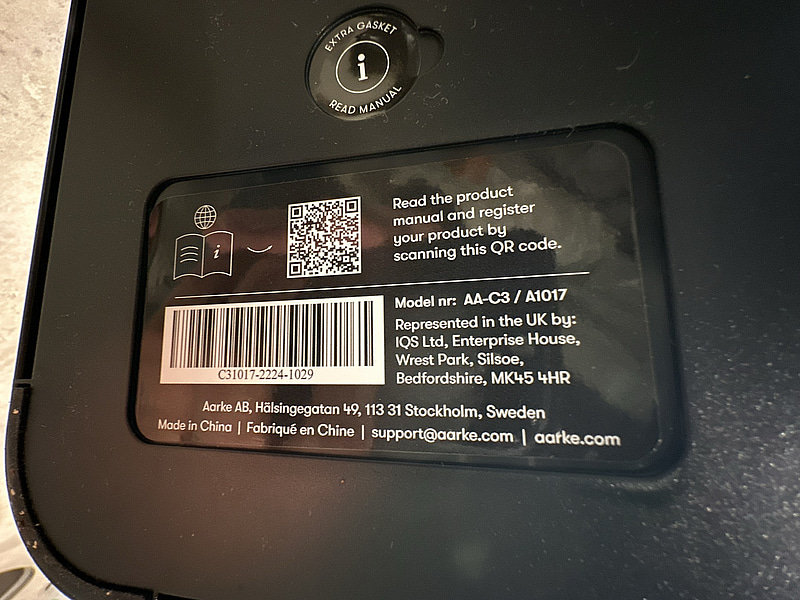 EXTRA GASKET
i
READ MANUAL
i
Read the product
manual and register
your product by
scanning this QR code.
Model nr: AA-C3 / A1017
Represented in the UK by:
IQS Ltd, Enterprise House,
Wrest Park, Silsoe,
Bedfordshire, MK45 4HR
C31017-2224-1029
Aarke AB, Hälsingegatan 49, 113 31 Stockholm, Sweden
Made in China | Fabriqué en Chine | support@aarke.com | aarke.com